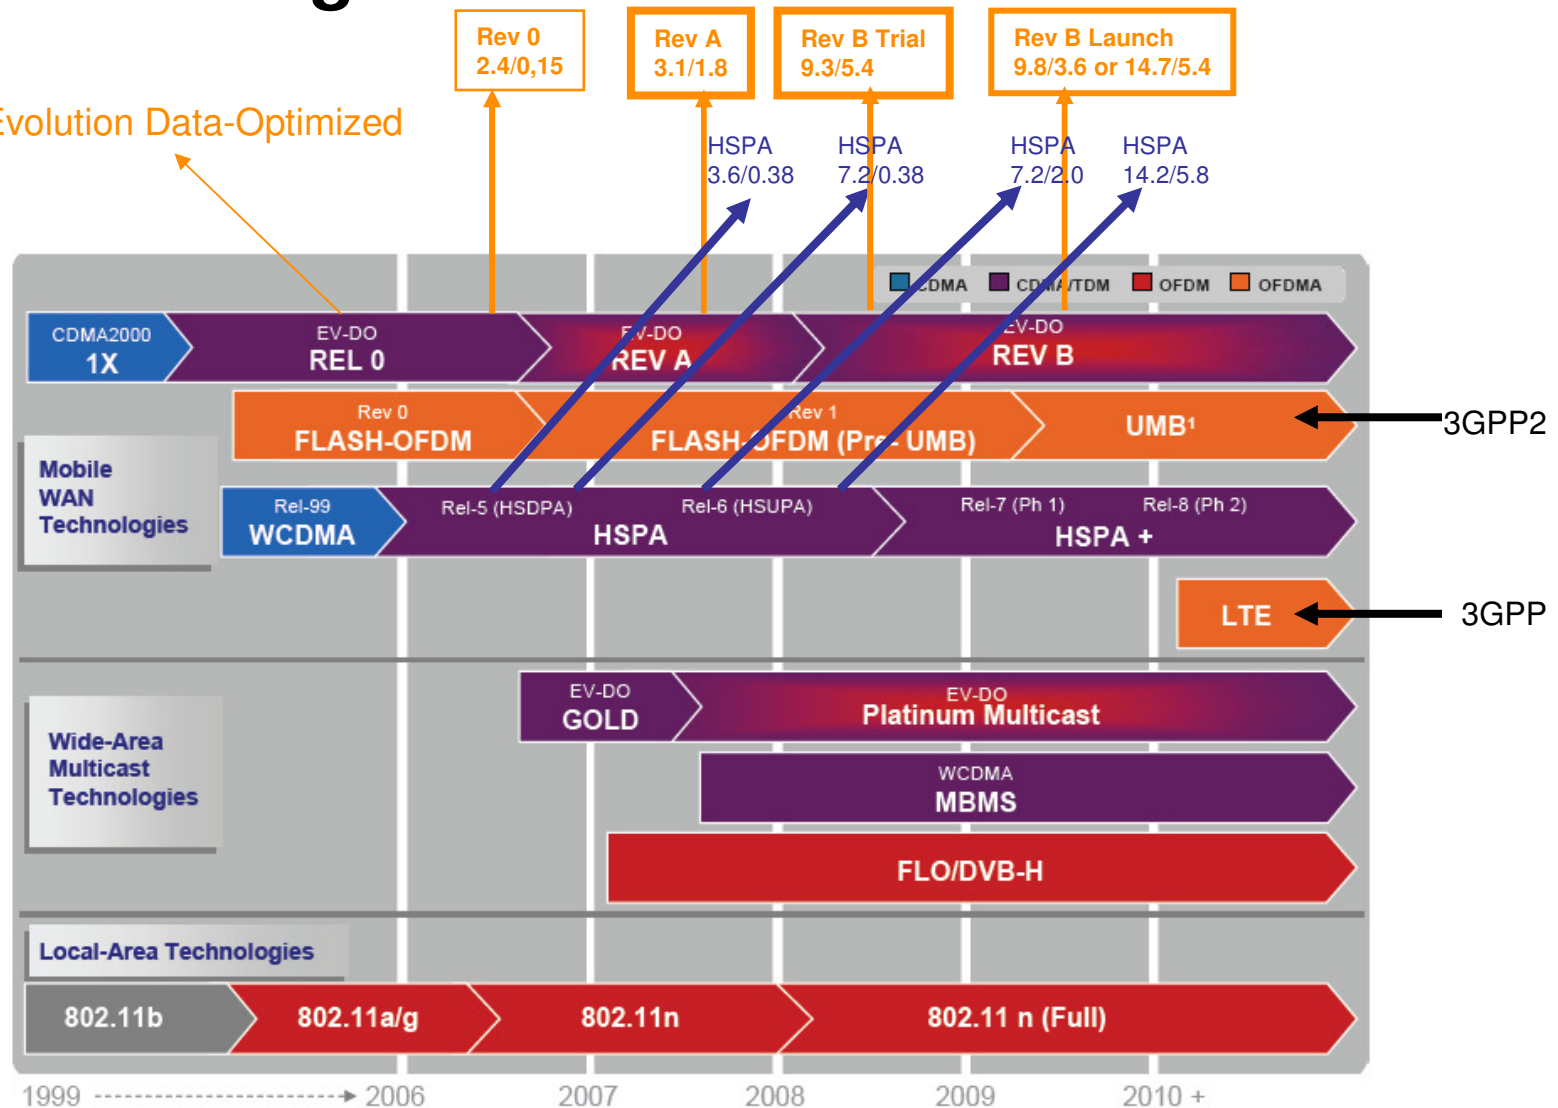 Rev 0
2.4/0,15
Rev A
3.1/1.8
Rev B Trial
9.3/5.4
Rev B Launch
9.8/3.6 or 14.7/5.4
Evolution Data-Optimized
HSPA
3.6/0.38
HSPA
7.2/0.38
HSPA
7.2/2.0
HSPA
14.2/5.8
CDMA
CDMA/TDM
OFDM
OFDMA
CDMA2000
1X
EV-DO
REL 0
EV-DO
REV A
EV-DO
REV B
Rev 0
FLASH-OFDM
Rev 1
FLASH-OFDM (Pre- UMB)
UMB¹
3GPP2
Mobile
WAN
Technologies
Rel-99
WCDMA
Rel-5 (HSDPA)
Rel-6 (HSUPA)
HSPA
Rel-7 (Ph 1)
Rel-8 (Ph 2)
HSPA +
LTE
3GPP
Wide-Area
Multicast
Technologies
EV-DO
GOLD
EV-DO
Platinum Multicast
WCDMA
MBMS
FLO/DVB-H
Local-Area Technologies
802.11b
802.11a/g
802.11n
802.11 n (Full)
1999
2006
2007
2008
2009
2010 +